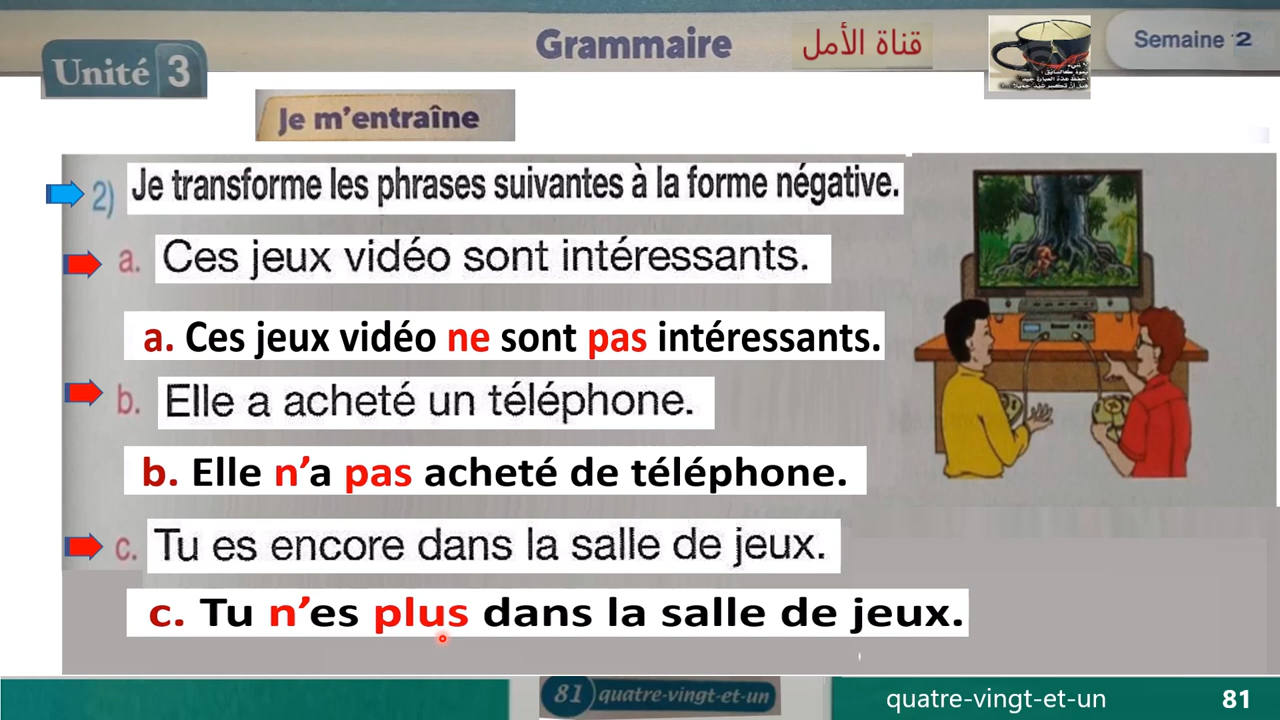 Grammaire
قناة الأمل
Semaine 2
Unité 3
Je m'entraîne
2) Je transforme les phrases suivantes à la forme négative.
a. Ces jeux vidéo sont intéressants.
a. Ces jeux vidéo ne sont pas intéressants.
b. Elle a acheté un téléphone.
b. Elle n'a pas acheté de téléphone.
c. Tu es encore dans la salle de jeux.
c. Tu n'es plus dans la salle de jeux.
81 quatre-vingt-et-un
quatre-vingt-et-un 81